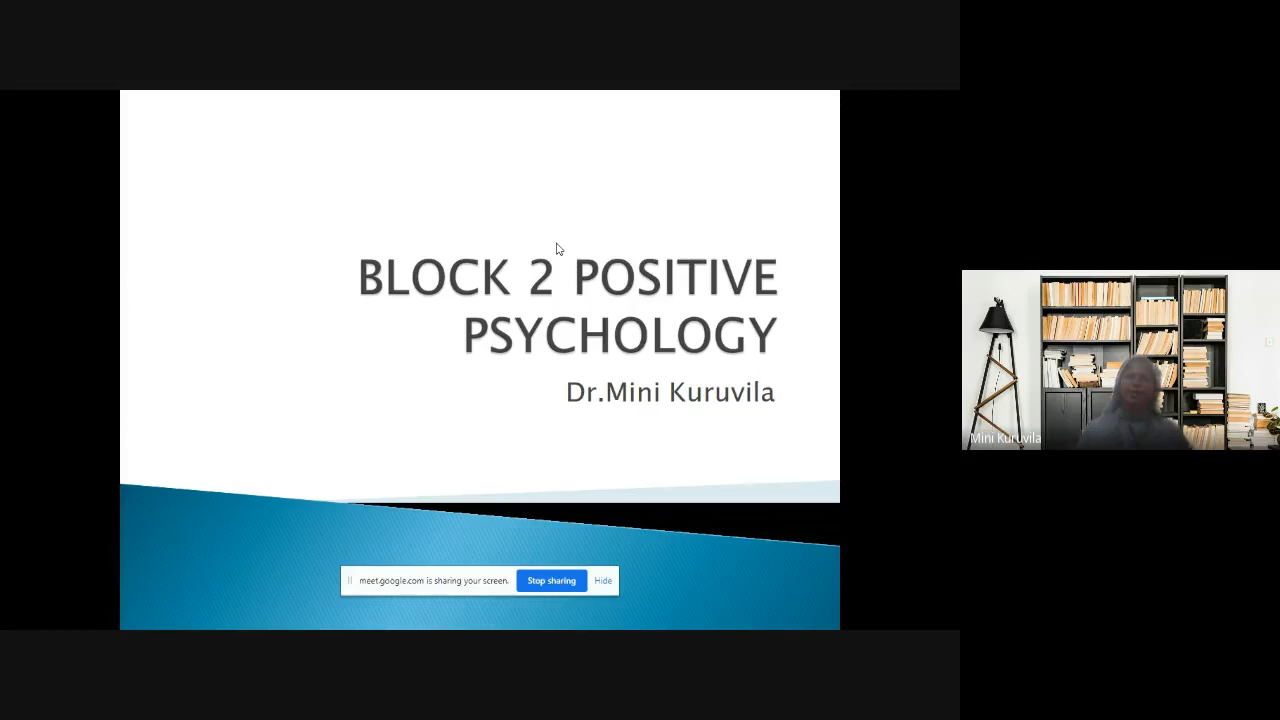 BLOCK 2 POSITIVE
PSYCHOLOGY
Dr.Mini Kuruvila
meet.google.com is sharing your screen.
Stop sharing
Hide
Mini Kuruvila